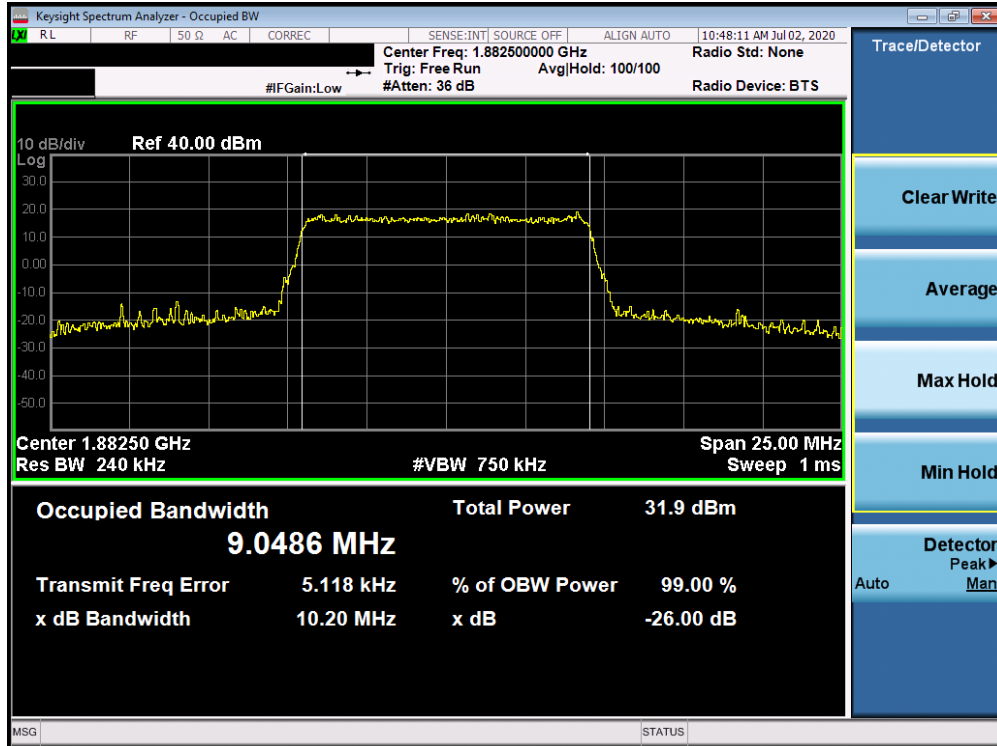 Keysight Spectrum Analyzer - Occupied BW
LXI RL RF 50 Ω AC CORREC SENSE:INT SOURCE OFF ALIGN AUTO 10:48:11 AM Jul 02, 2020
Center Freq: 1.882500000 GHz Radio Std: None
Trig: Free Run Avg|Hold: 100/100
#IFGain:Low #Atten: 36 dB Radio Device: BTS
Trace/Detector
10 dB/div Ref 40.00 dBm
Log
30.0
20.0
10.0
0.00
-10.0
-20.0
-30.0
-40.0
-50.0
Center 1.88250 GHz Span 25.00 MHz
Res BW 240 kHz #VBW 750 kHz Sweep 1 ms
Occupied Bandwidth Total Power 31.9 dBm
9.0486 MHz
Transmit Freq Error 5.118 kHz % of OBW Power 99.00 %
x dB Bandwidth 10.20 MHz x dB -26.00 dB
Clear Write
Average
Max Hold
Min Hold
Detector
Peak▶
Auto Man
MSG STATUS